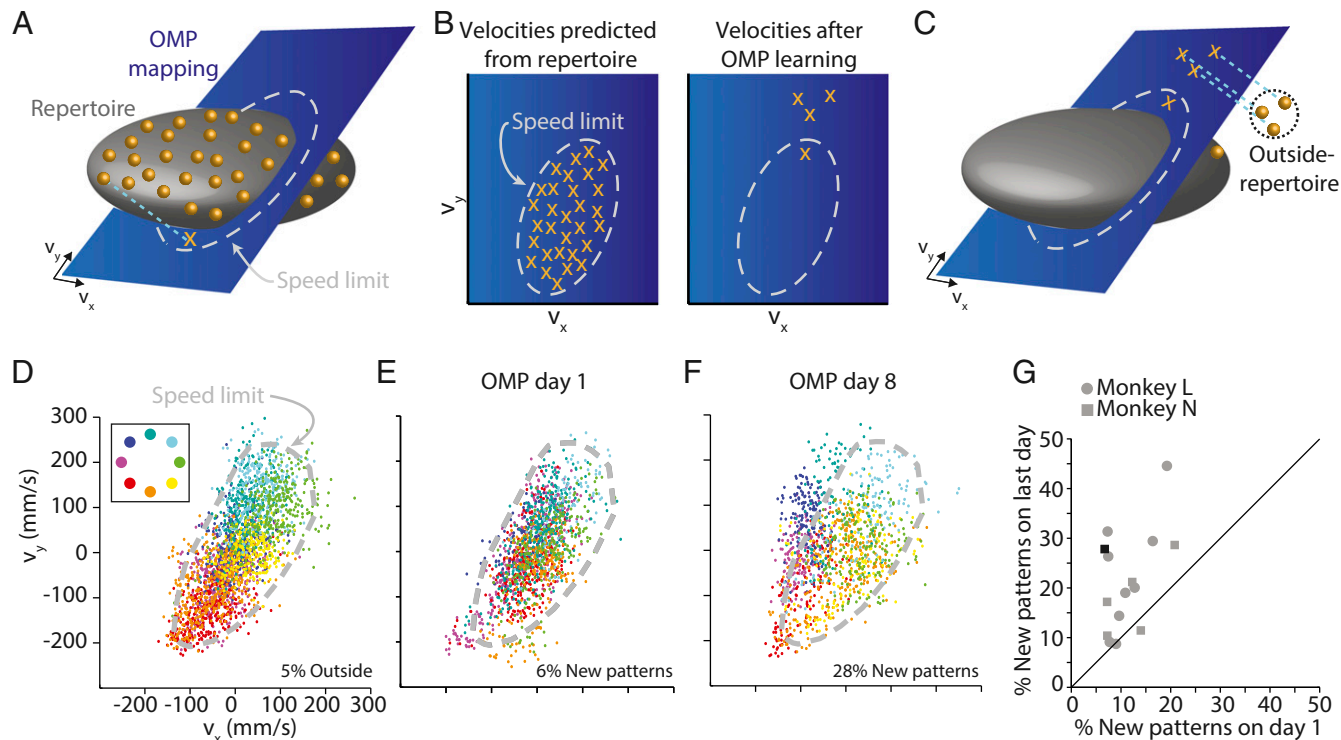 A
OMP
mapping
Repertoire
Speed limit
v_y
v_x
B
Velocities predicted
from repertoire
Velocities after
OMP learning
Speed limit
v_y
v_x
v_x
C
Outside-
repertoire
v_y
v_x
D
Speed limit
300
200
100
0
-100
-200
300
v_y (mm/s)
5% Outside
-200
-100
0
100
200
300
v_x (mm/s)
E
OMP day 1
6% New patterns
F
OMP day 8
28% New patterns
G
Monkey L
Monkey N
50
40
30
20
10
0
% New patterns on last day
0
10
20
30
40
50
% New patterns on day 1